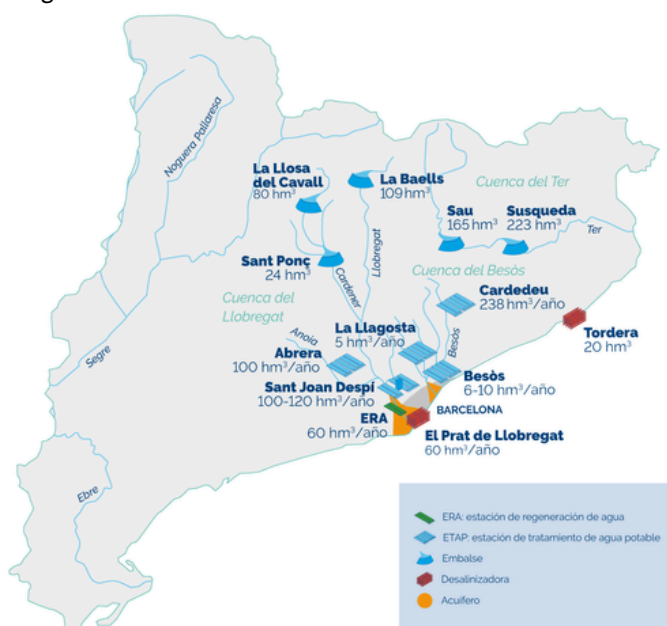 Noguera Pallaresa
La Llosa
del Cavall
80 hm³
La Baells
109 hm³
Cuenca del Ter
Sau
165 hm³
Susqueda
223 hm³
Ter
Sant Ponç
24 hm³
Cardener
Llobregat
Cuenca del Besòs
Cuenca del
Llobregat
Cardedeu
238 hm³/año
La Llagosta
5 hm³/año
Besòs
Tordera
20 hm³
Anoia
Abrera
100 hm³/año
Segre
Sant Joan Despí
100-120 hm³/año
Besòs
6-10 hm³/año
BARCELONA
ERA
60 hm³/año
El Prat de Llobregat
60 hm³/año
Ebre
ERA: estación de regeneración de agua
ETAP: estación de tratamiento de agua potable
Embalse
Desalinizadora
Acuífero